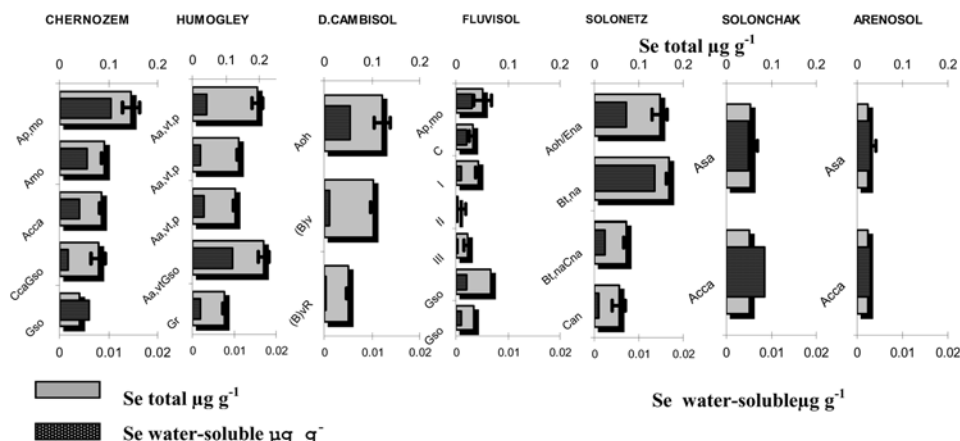 CHERNOZEM HUMOGLEY D.CAMBISOL FLUVISOL SOLONETZ SOLONCHAK ARENOSOL
Se total µg g-1
0 0.1 0.2 0 0.1 0.2 0 0.1 0.2 0 0.1 0.2 0 0.1 0.2 0 0.1 0.2 0 0.1 0.2
Ap,mo
Amo
Acca
CcaGso
Gso
Aa,vt,p
Aa,vt,p
Aa,vt,p
Aa,vtGso
Gr
Aoh
(B)v
(B)vR
Ap,mo
C
I
II
III
Gso
Gso
Aoh/Ena
Bt,na
Bt,naCna
Can
Asa
Acca
Asa
Acca
0 0.01 0.02 0 0.01 0.02 0 0.01 0.02 0 0.01 0.02 0 0.01 0.02 0 0.01 0.02 0 0.01 0.02
Se total µg g-1
Se water-solubleµg g-1
Se water-soluble µg g-